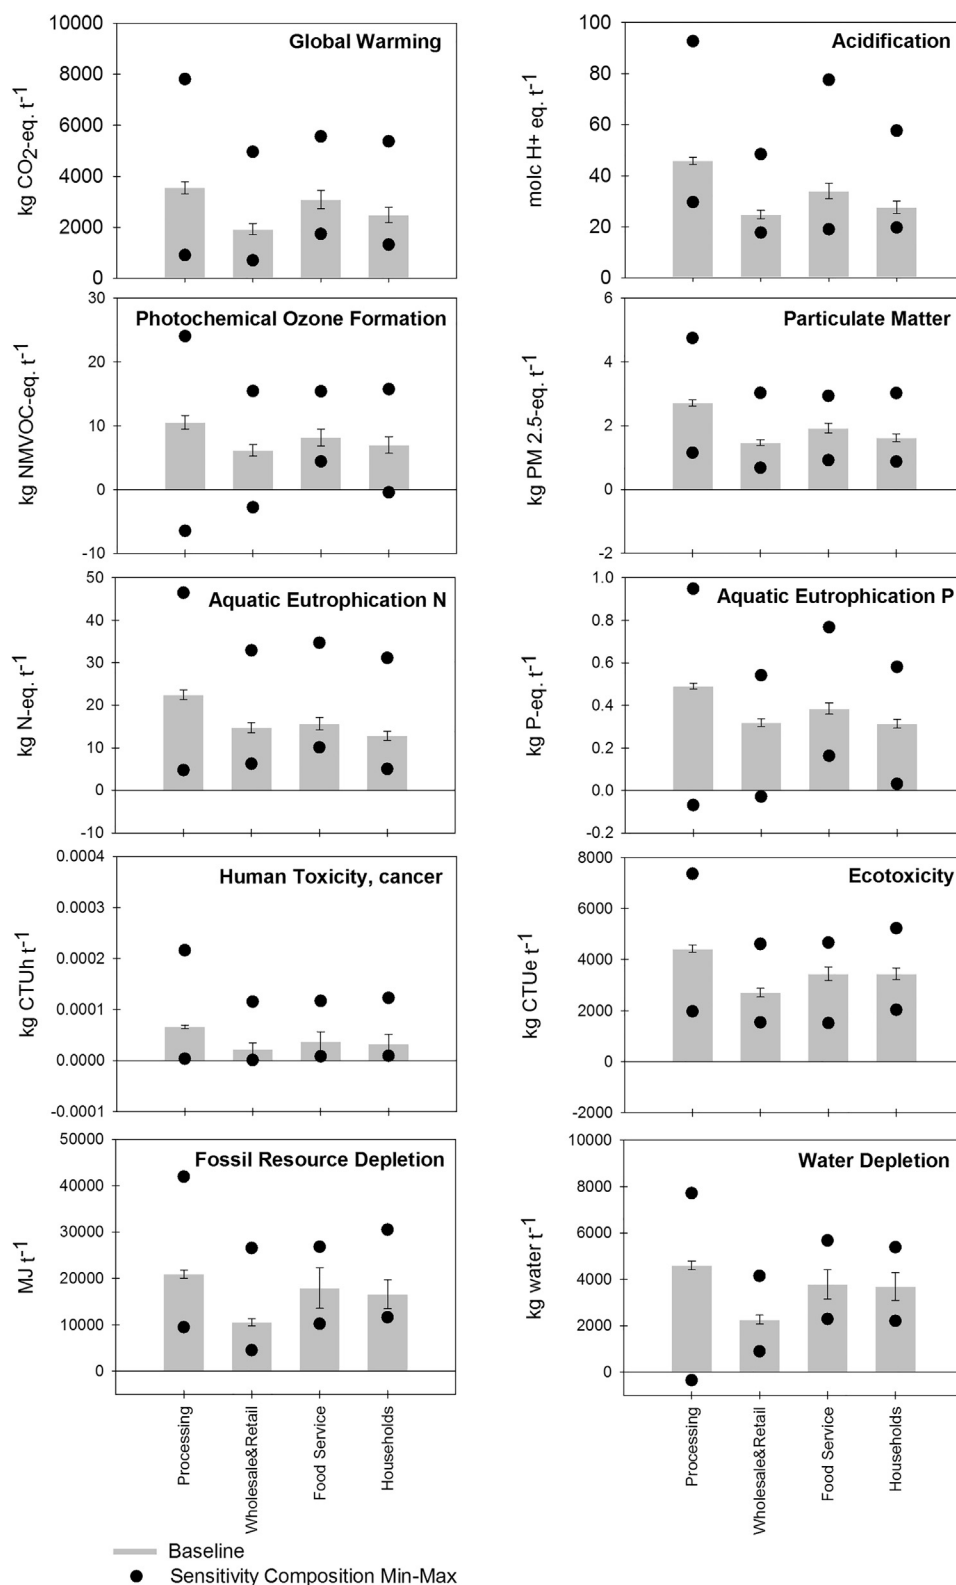 Global Warming
kg CO2-eq. t-1
10000
8000
6000
4000
2000
0
Acidification
molc H+ eq. t-1
100
80
60
40
20
0
Photochemical Ozone Formation
kg NMVOC-eq. t-1
30
20
10
0
-10
Particulate Matter
kg PM 2.5-eq. t-1
6
4
2
0
-2
Aquatic Eutrophication N
kg N-eq. t-1
50
40
30
20
10
0
-10
Aquatic Eutrophication P
kg P-eq. t-1
1.0
0.8
0.6
0.4
0.2
0.0
-0.2
Human Toxicity, cancer
kg CTUh t-1
0.0004
0.0003
0.0002
0.0001
0.0000
-0.0001
Ecotoxicity
kg CTUe t-1
8000
6000
4000
2000
0
-2000
Fossil Resource Depletion
MJ t-1
50000
40000
30000
20000
10000
0
Water Depletion
kg water t-1
10000
8000
6000
4000
2000
0
Processing
Wholesale&Retail
Food Service
Households
Processing
Wholesale&Retail
Food Service
Households
Baseline
Sensitivity Composition Min-Max